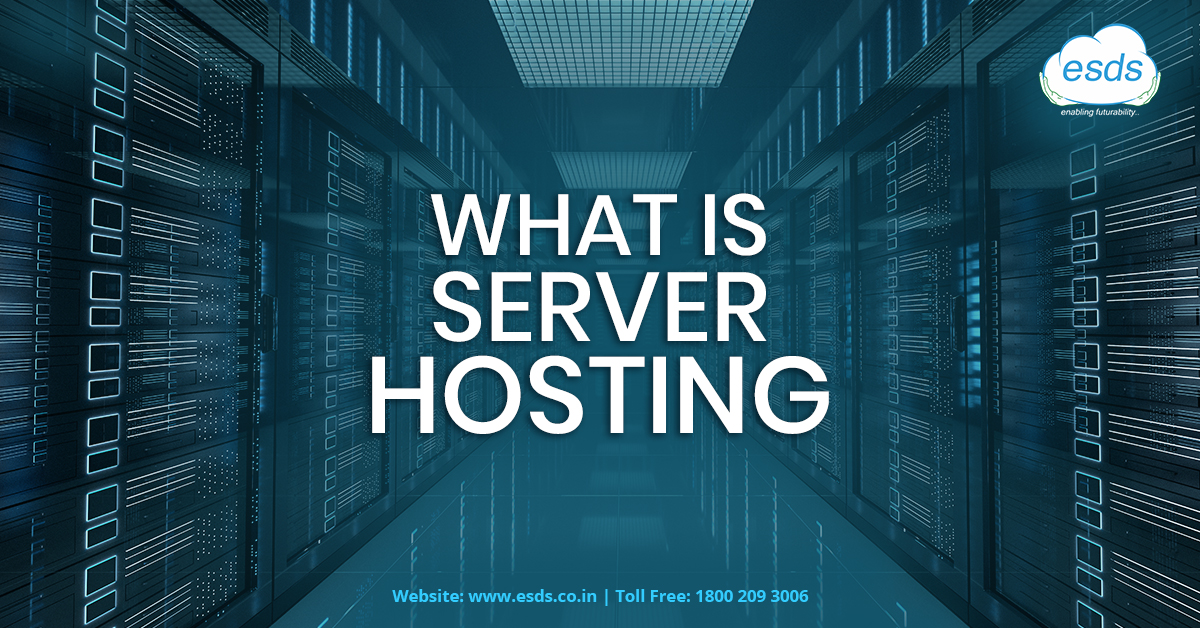 esds
enabling futurability..
WHAT IS
SERVER
HOSTING
Website: www.esds.co.in | Toll Free: 1800 209 3006